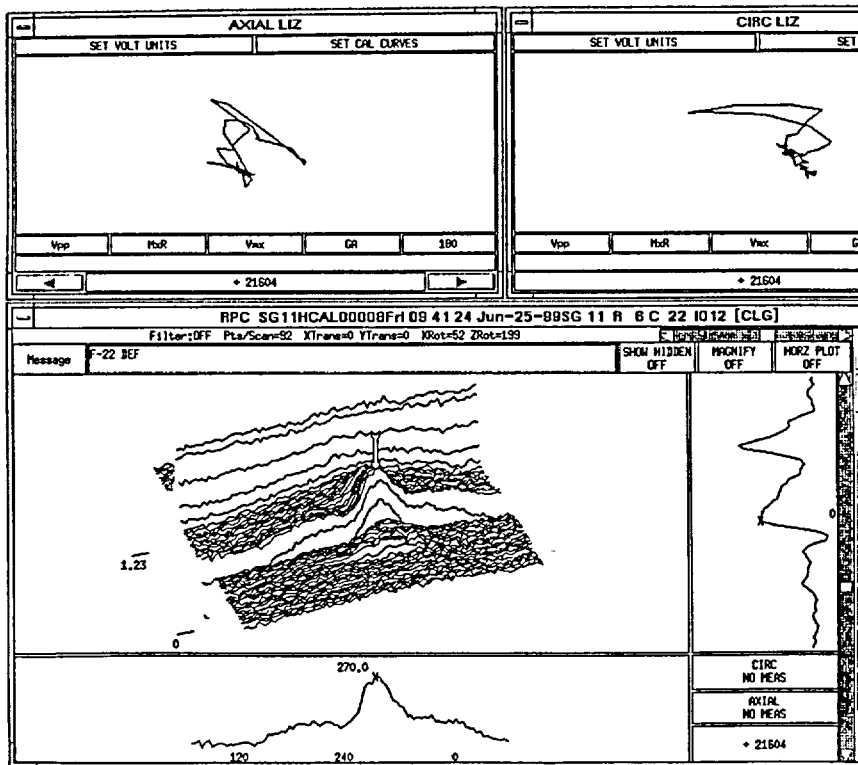 AXIAL LIZ
SET VOLT UNITS SET CAL CURVES
Vpp MxR Vmx GA 180
+ 21604
CIRC LIZ
SET VOLT UNITS SET
Vpp MxR Vmx G
+ 21604
RPC SG11HCAL00008Fri 09 41 24 Jun-25-99SG 11 R 6 C 22 I012 [CLG]
Filter:OFF Pts/Scan=92 XTrans=0 YTrans=0 XRot=52 ZRot=199
Message F-22 DEF SHOW HIDDEN OFF MAGNIFY OFF HORZ PLOT OFF
1.23
0
0
270.0
120 240 0
CIRC
NO MEAS
AXIAL
NO MEAS
+ 21604